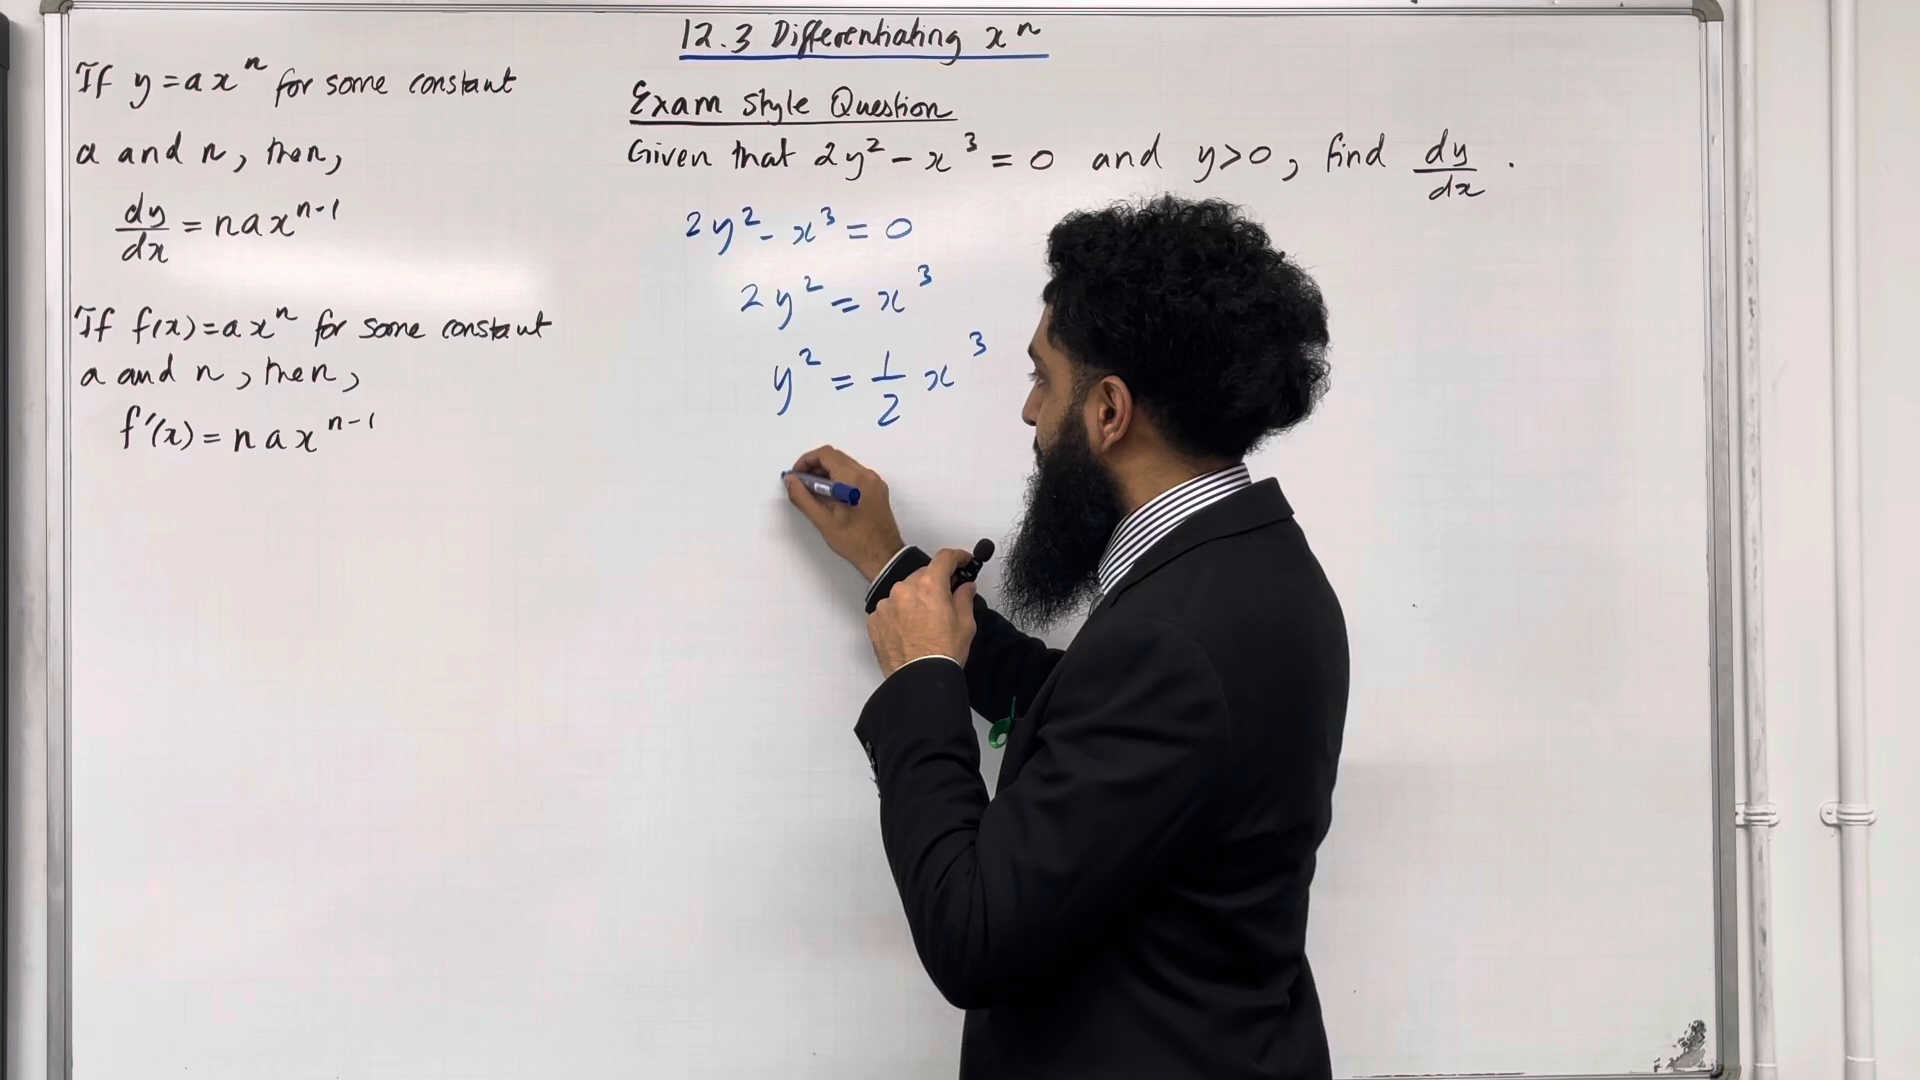 12.3 Differentiating xⁿ
If y = axⁿ for some constant
a and n, then,
dy/dx = naxⁿ⁻¹
If f(x) = axⁿ for some constant
a and n, then,
f′(x) = naxⁿ⁻¹
Exam Style Question
Given that 2y² - x³ = 0 and y>0, find dy/dx.
2y² - x³ = 0
2y² = x³
y² = 1/2 x³